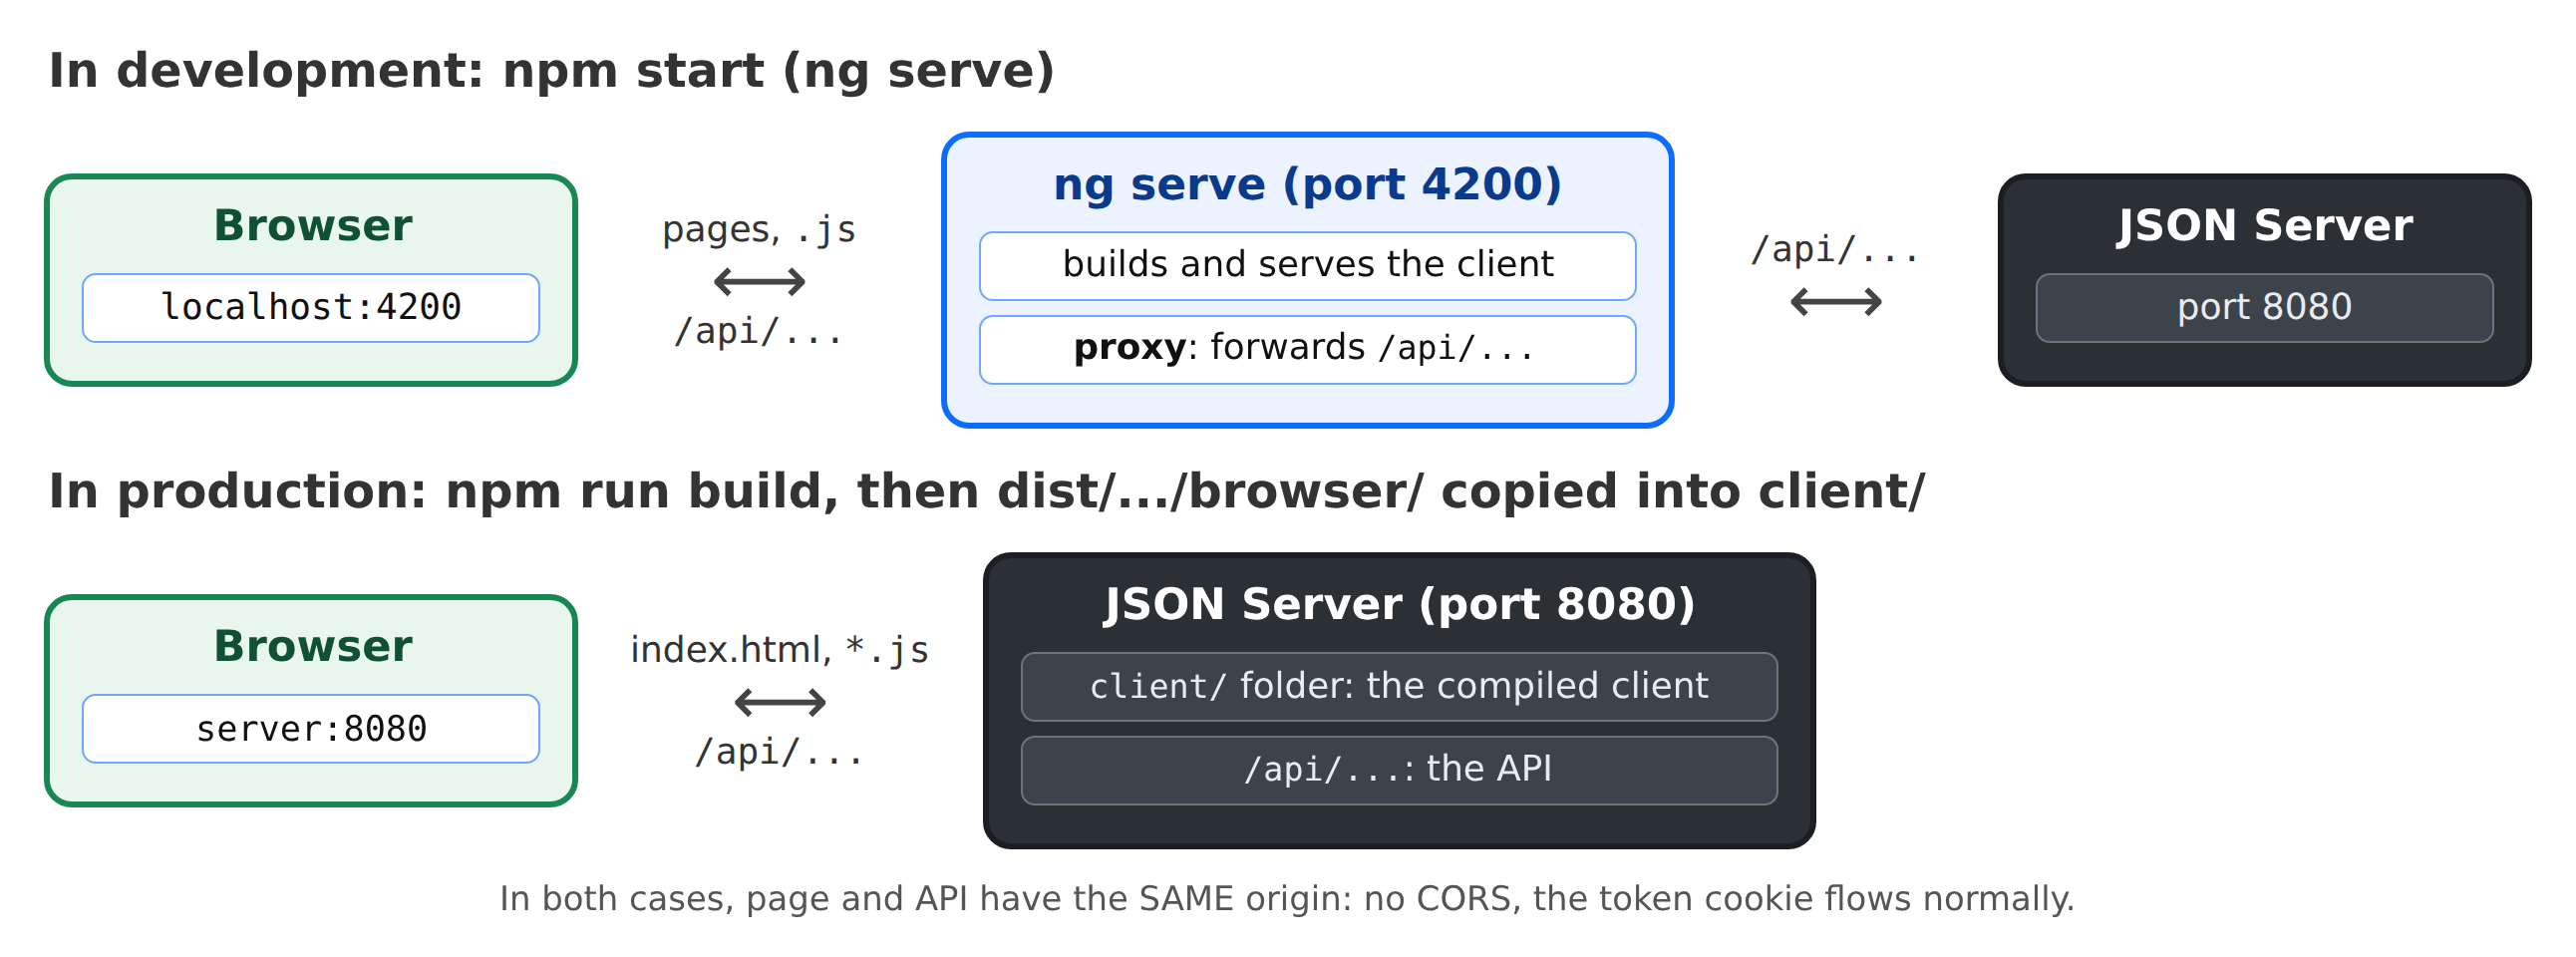 In development: npm start (ng serve)
Browser
localhost:4200
pages, .js
⟷
/api/...
ng serve (port 4200)
builds and serves the client
proxy: forwards /api/...
/api/...
⟷
JSON Server
port 8080
In production: npm run build, then dist/.../browser/ copied into client/
Browser
server:8080
index.html, *.js
⟷
/api/...
JSON Server (port 8080)
client/ folder: the compiled client
/api/...: the API
In both cases, page and API have the SAME origin: no CORS, the token cookie flows normally.